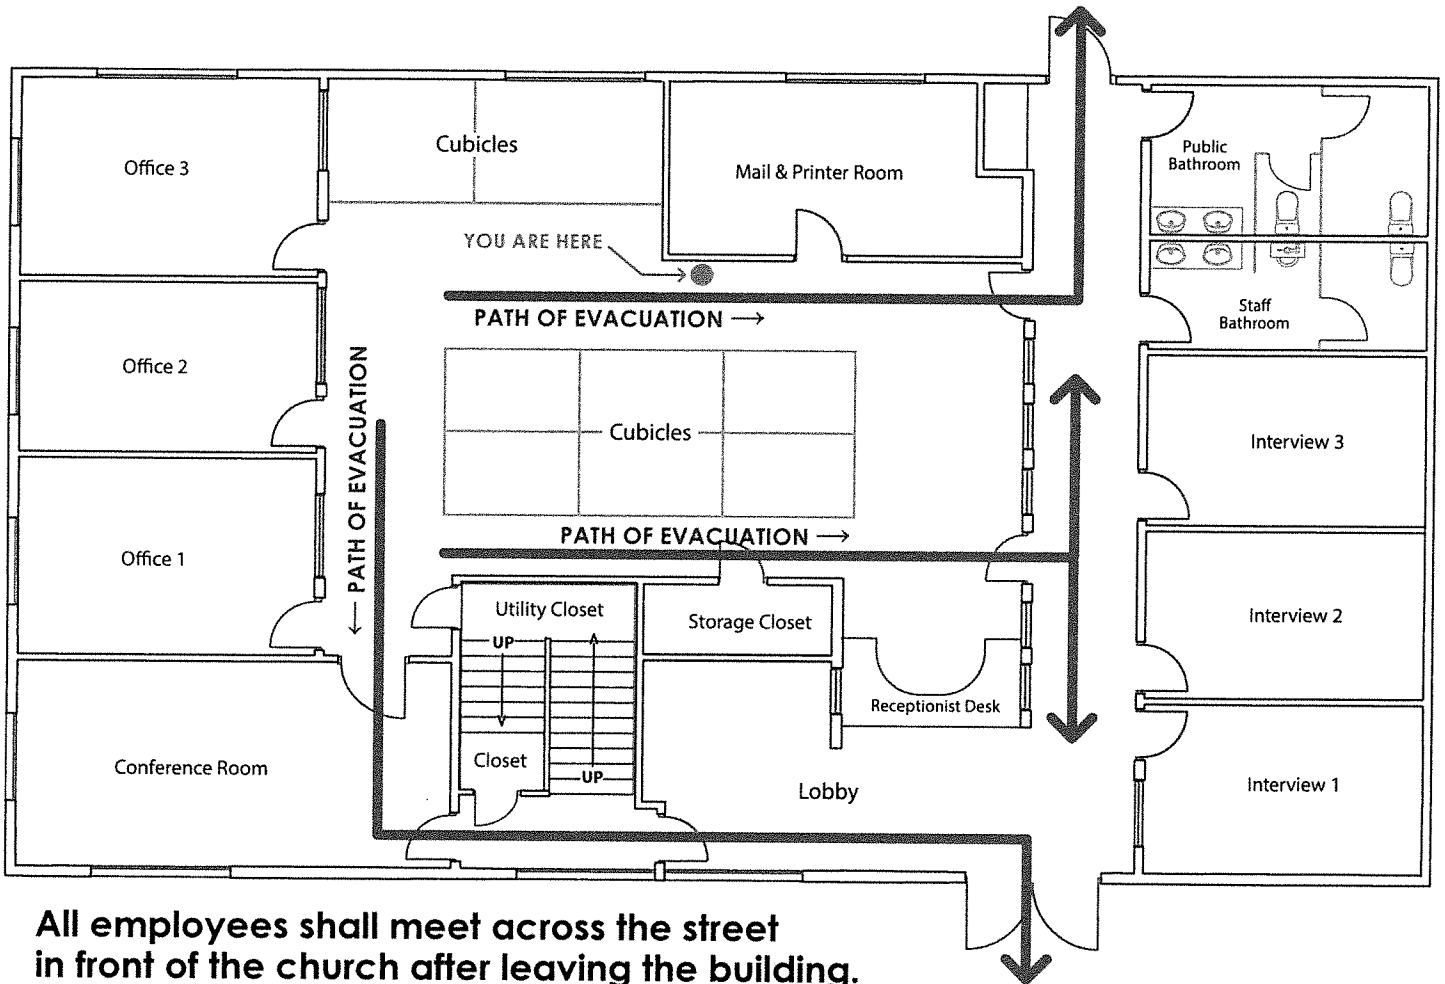 Office 3
Cubicles
Mail & Printer Room
Public
Bathroom
YOU ARE HERE
PATH OF EVACUATION →
Staff
Bathroom
Office 2
PATH OF EVACUATION →
Cubicles
Interview 3
PATH OF EVACUATION →
Office 1
Utility Closet
UP
Storage Closet
Interview 2
Receptionist Desk
Closet
UP
Conference Room
Lobby
Interview 1
All employees shall meet across the street
in front of the church after leaving the building.